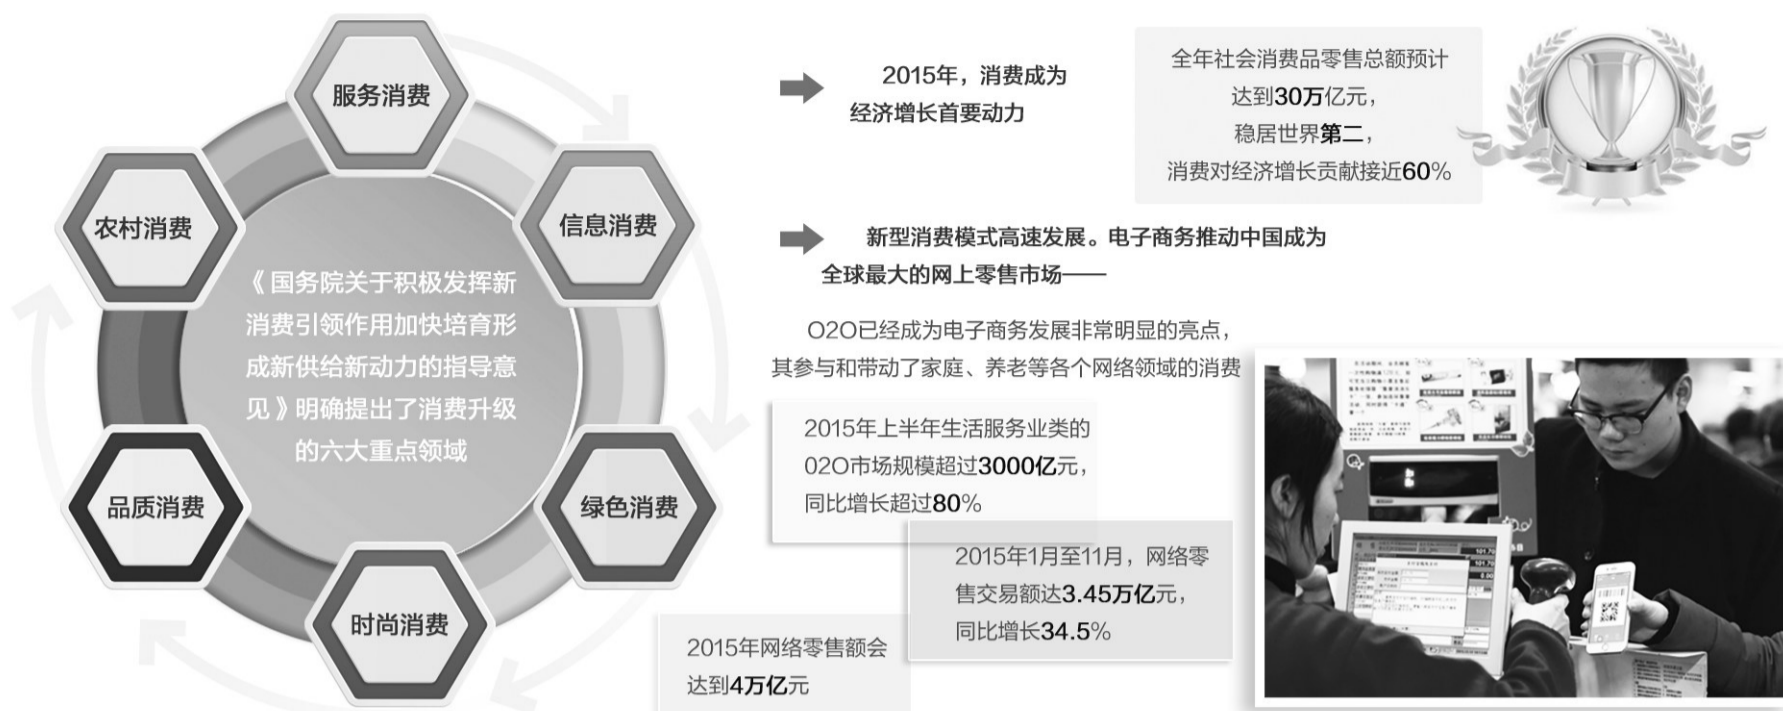 服务消费
信息消费
绿色消费
时尚消费
品质消费
农村消费
《国务院关于积极发挥新
消费引领作用加快培育形
成新供给新动力的指导意
见》明确提出了消费升级
的六大重点领域
2015年，消费成为
经济增长首要动力
全年社会消费品零售总额预计
达到30万亿元，
稳居世界第二，
消费对经济增长贡献接近60%
新型消费模式高速发展。电子商务推动中国成为
全球最大的网上零售市场——
O2O已经成为电子商务发展非常明显的亮点，
其参与和带动了家庭、养老等各个网络领域的消费
2015年上半年生活服务业类的
O2O市场规模超过3000亿元，
同比增长超过80%
2015年1月至11月，网络零
售交易额达3.45万亿元，
同比增长34.5%
2015年网络零售额会
达到4万亿元
101.70
101.70
0.00